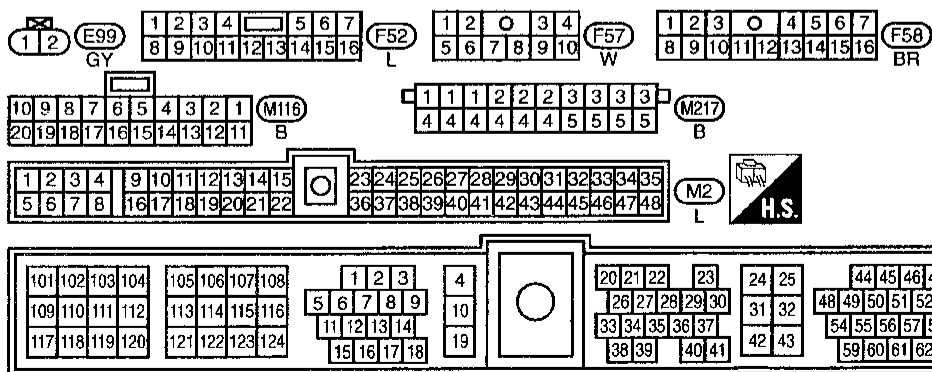 1 2 E99 GY
1 2 3 4 5 6 7
8 9 10 11 12 13 14 15 16
F52 L
1 2 3 4
5 6 7 8 9 10
F57 W
1 2 3 4 5 6 7
8 9 10 11 12 13 14 15 16
F58 BR
10 9 8 7 6 5 4 3 2 1
20 19 18 17 16 15 14 13 12 11
M116 B
1 1 1 2 2 2 3 3 3 3
4 4 4 4 4 4 5 5 5 5
M217 B
1 2 3 4 9 10 11 12 13 14 15 23 24 25 26 27 28 29 30 31 32 33 34 35
5 6 7 8 16 17 18 19 20 21 22 36 37 38 39 40 41 42 43 44 45 46 47 48
M2 L
H.S.
101 102 103 104 105 106 107 108 1 2 3 4 20 21 22 23 24 25 44 45 46
109 110 111 112 113 114 115 116 5 6 7 8 9 10 26 27 28 29 30 31 32 48 49 50 51 52
117 118 119 120 121 122 123 124 11 12 13 14 19 33 34 35 36 37 42 43 54 55 56 57
15 16 17 18 38 39 40 41 59 60 61 62